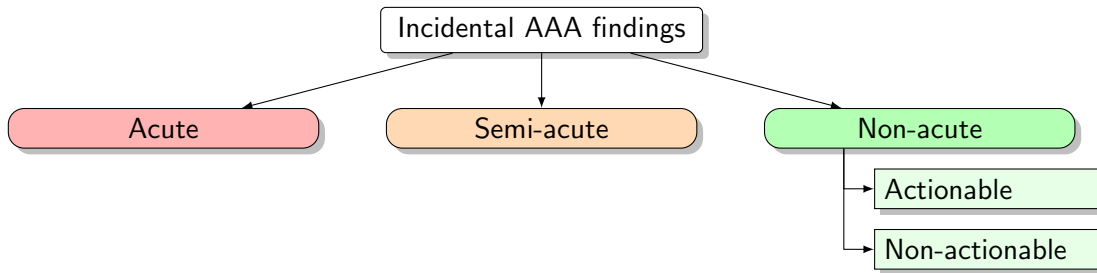 Incidental AAA findings
Acute
Semi-acute
Non-acute
Actionable
Non-actionable